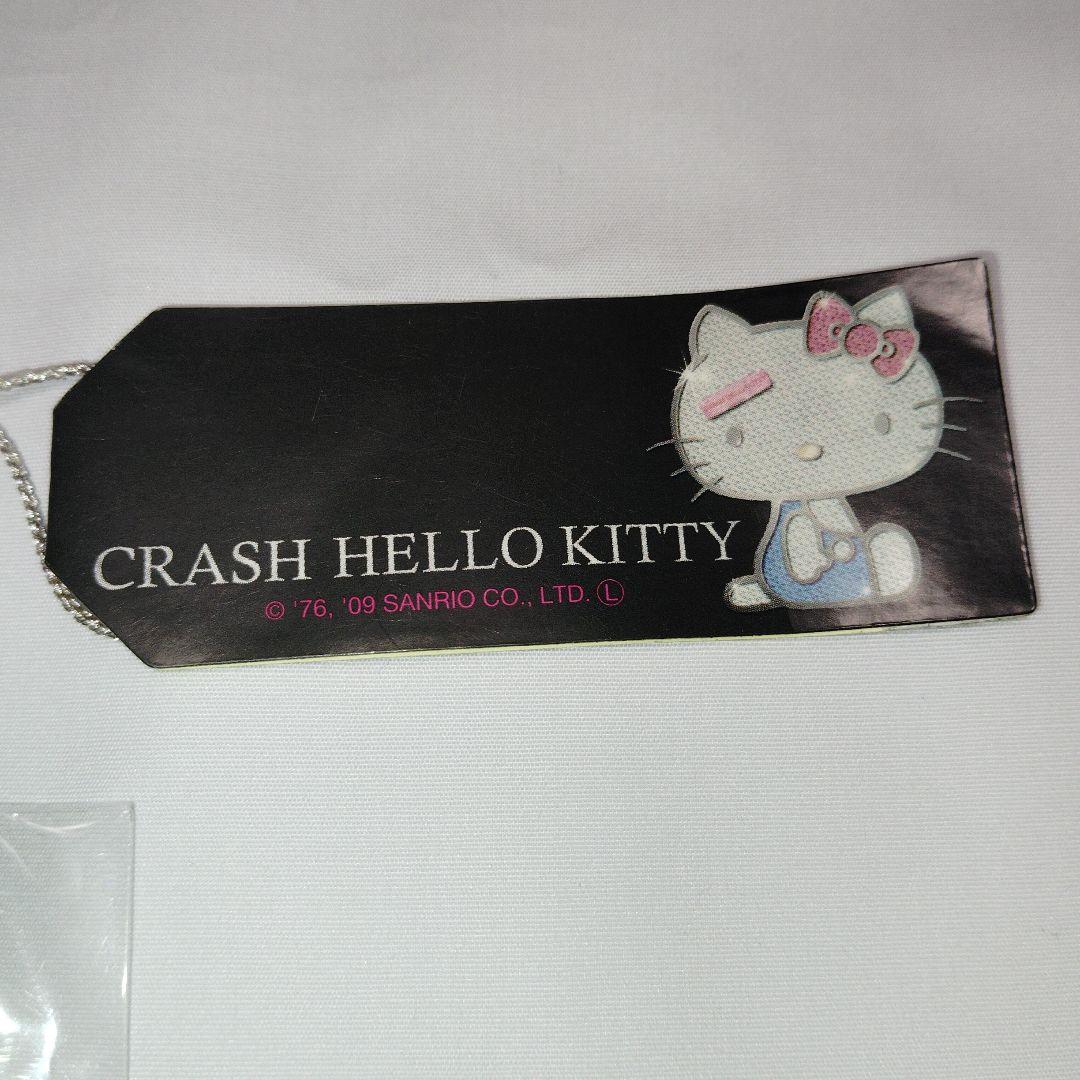 CRASH HELLO KITTY
© '76, '09 SANRIO CO., LTD. Ⓛ